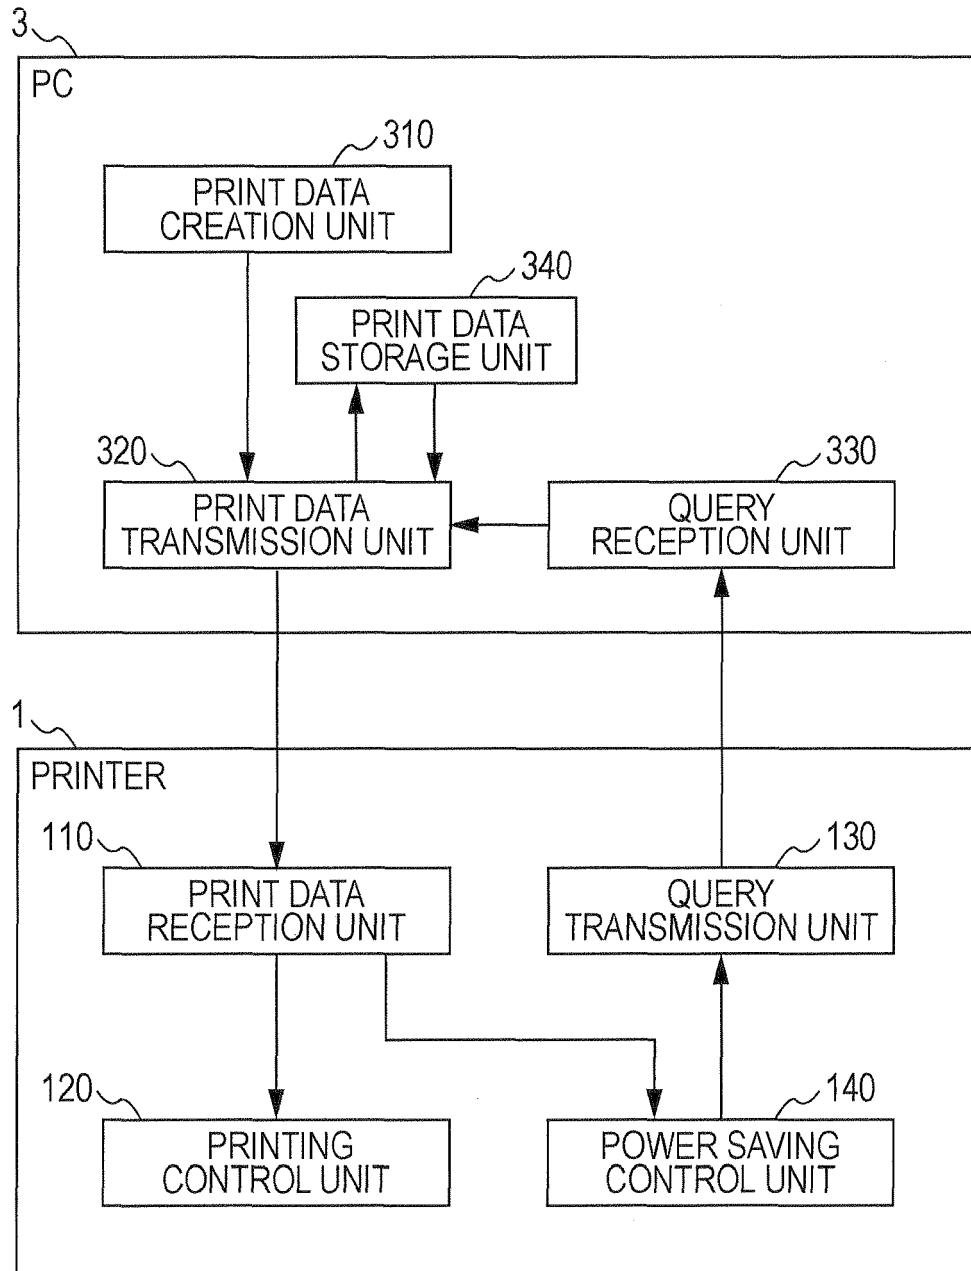 3
PC
310
PRINT DATA
CREATION UNIT
340
PRINT DATA
STORAGE UNIT
320
PRINT DATA
TRANSMISSION UNIT
330
QUERY
RECEPTION UNIT
1
PRINTER
110
PRINT DATA
RECEPTION UNIT
130
QUERY
TRANSMISSION UNIT
120
PRINTING
CONTROL UNIT
140
POWER SAVING
CONTROL UNIT